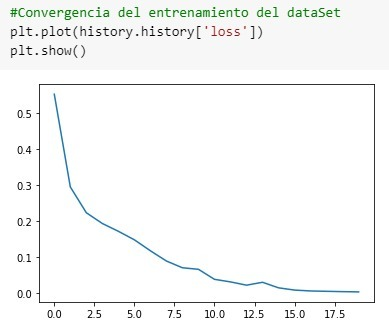 #Convergencia del entrenamiento del dataSet
plt.plot(history.history['loss'])
plt.show()
0.5
0.4
0.3
0.2
0.1
0.0
0.0 2.5 5.0 7.5 10.0 12.5 15.0 17.5